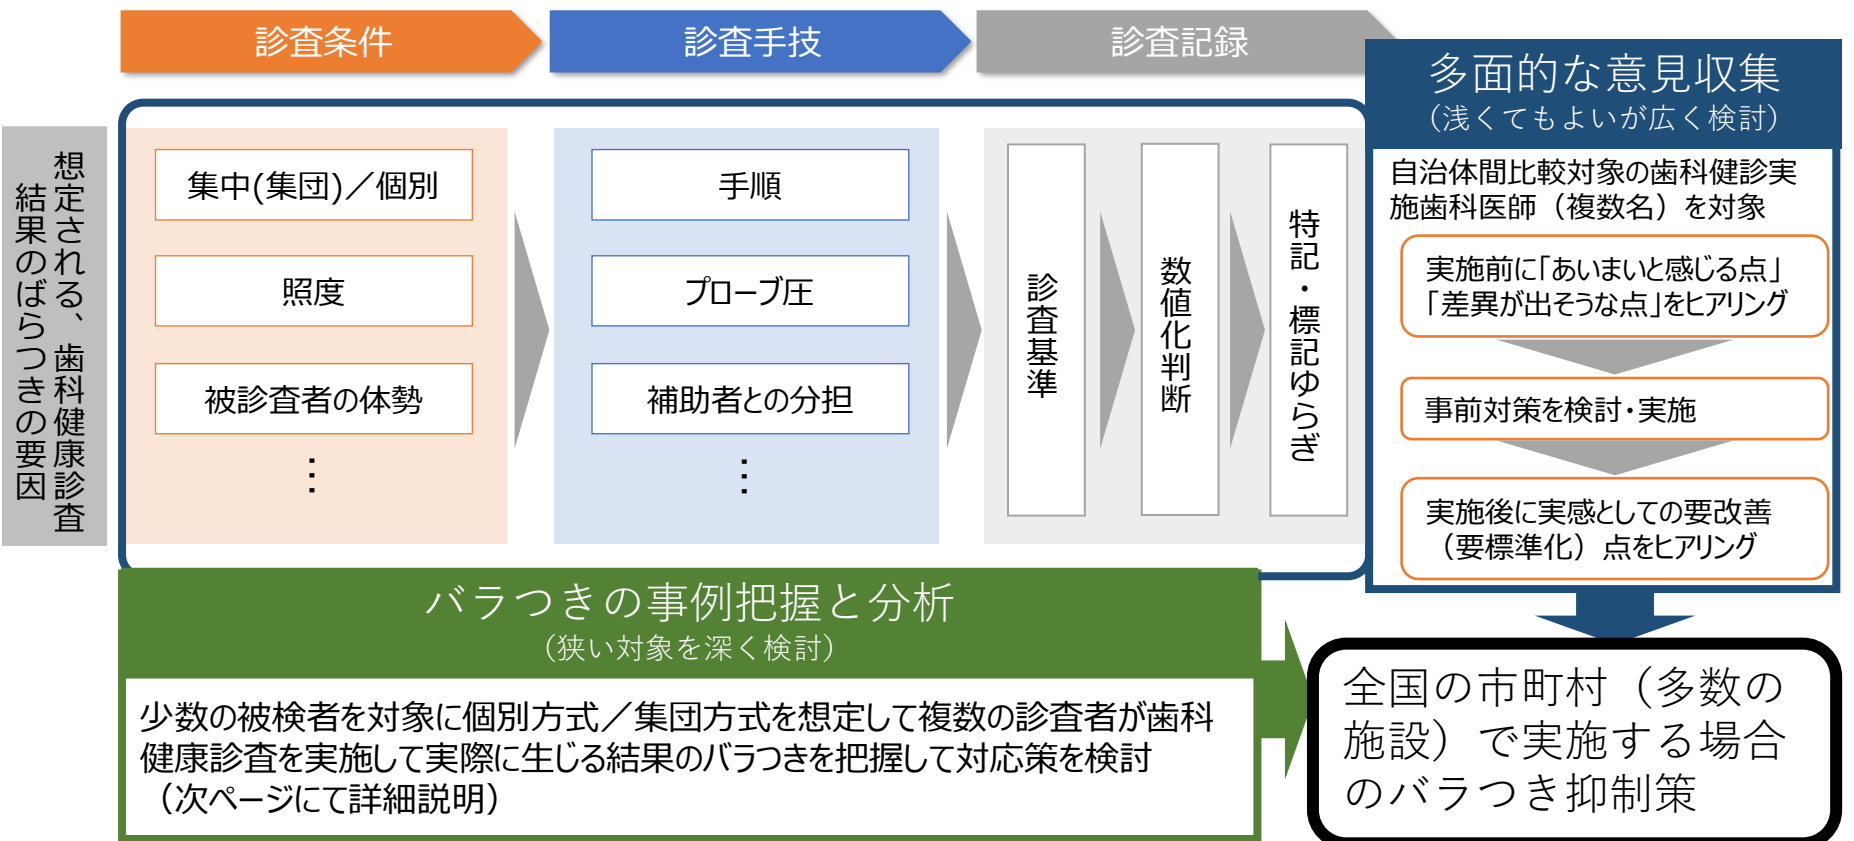 診査条件
診査手技
診査記録
想定される、歯科健康診査
結果のばらつきの要因
集中(集団)／個別
照度
被診査者の体勢
…
手順
プローブ圧
補助者との分担
…
診査基準
数値化判断
特記・標記ゆらぎ
多面的な意見収集
（浅くてもよいが広く検討）
自治体間比較対象の歯科健診実
施歯科医師（複数名）を対象
実施前に「あいまいと感じる点」
「差異が出そうな点」をヒアリング
事前対策を検討・実施
実施後に実感としての要改善
（要標準化）点をヒアリング
バラつきの事例把握と分析
（狭い対象を深く検討）
少数の被検者を対象に個別方式／集団方式を想定して複数の診査者が歯科
健康診査を実施して実際に生じる結果のバラつきを把握して対応策を検討
（次ページにて詳細説明）
全国の市町村（多数の
施設）で実施する場合
のバラつき抑制策